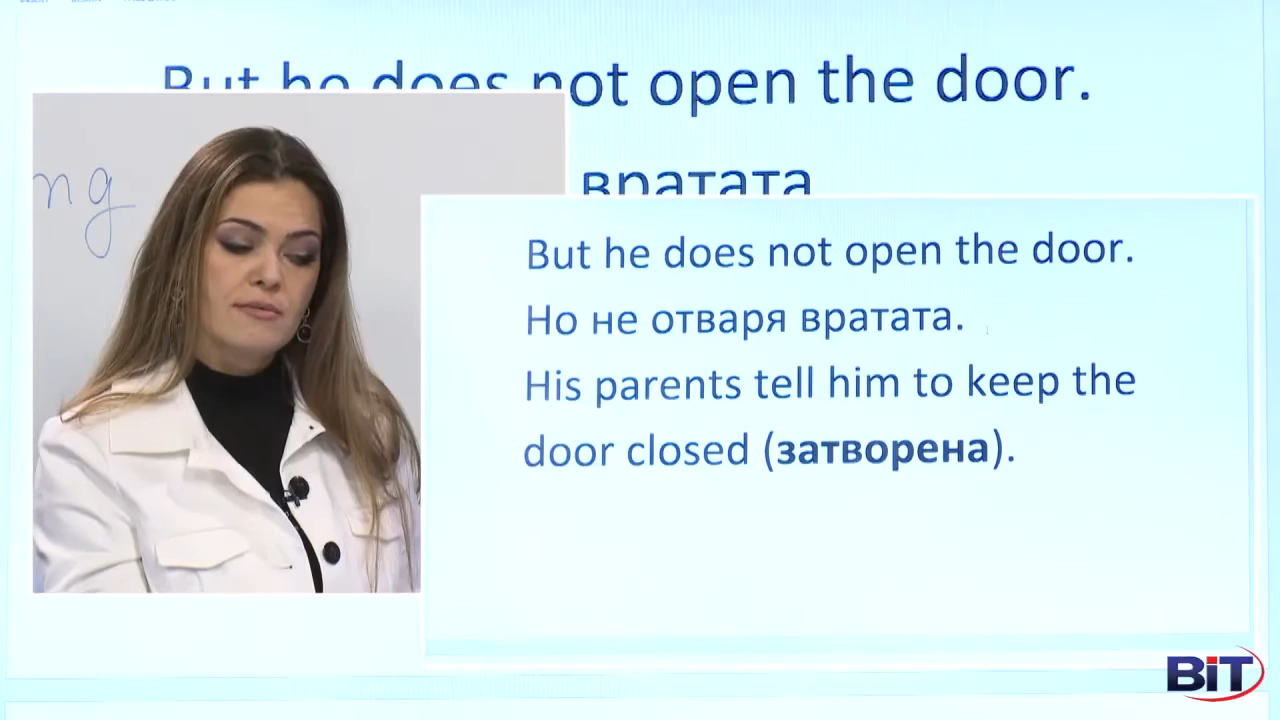 But he does not open the door.
вратата
ng
But he does not open the door.
Но не отваря вратата.
His parents tell him to keep the
door closed (затворена).
BiT